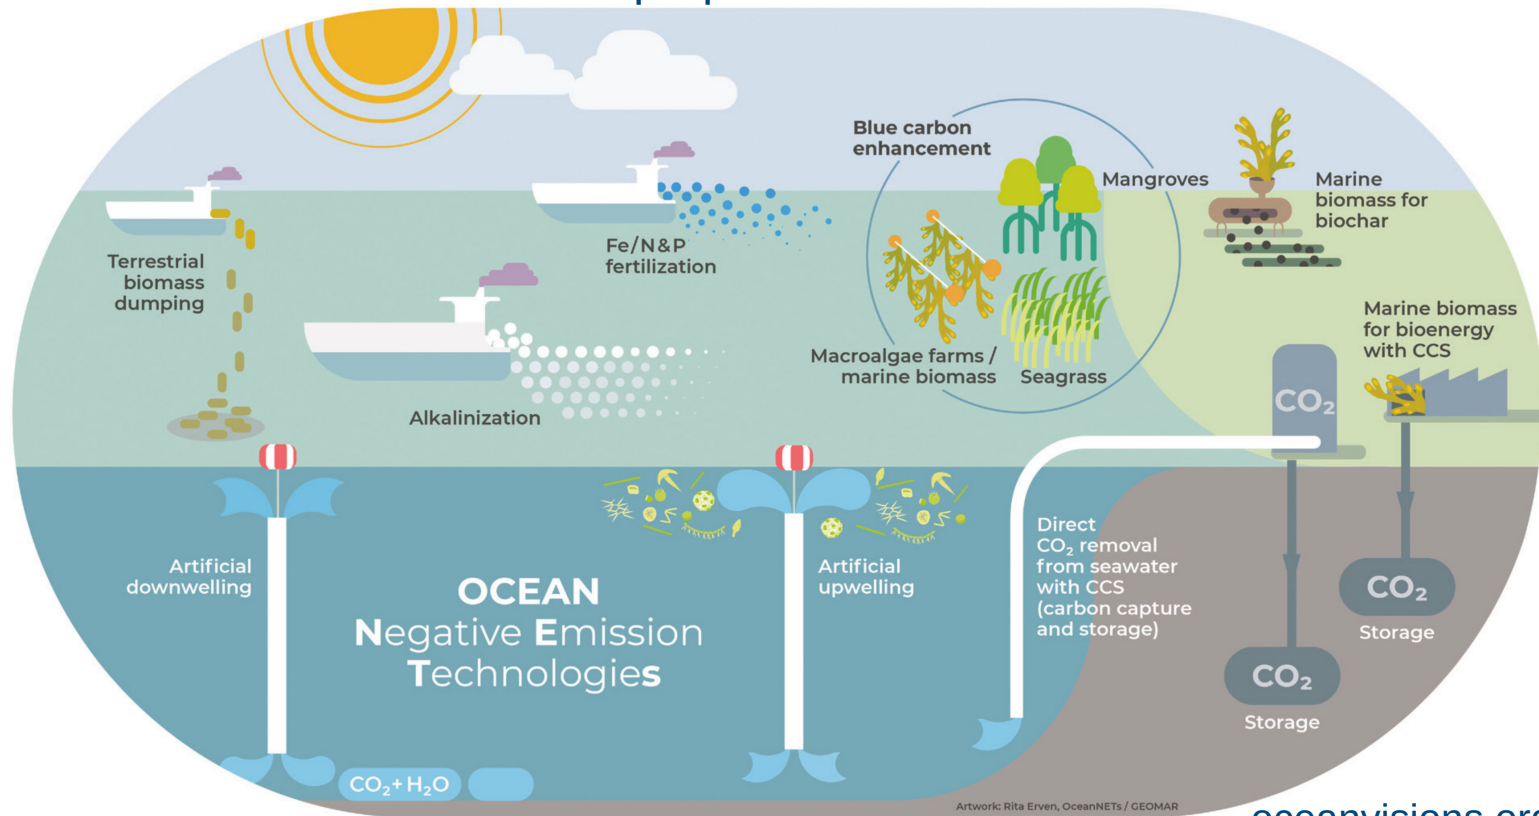 Blue carbon
enhancement
Mangroves
Marine
biomass for
biochar
Terrestrial
biomass
dumping
Fe/N&P
fertilization
Marine biomass
for bioenergy
with CCS
Macroalgae farms /
marine biomass
Seagrass
Alkalinization
CO₂
Artificial
downwelling
OCEAN
Negative Emission
Technologies
Artificial
upwelling
Direct
CO₂ removal
from seawater
with CCS
(carbon capture
and storage)
CO₂
Storage
CO₂
Storage
CO₂+H₂O
Artwork: Rita Erven, OceanNETs / GEOMAR